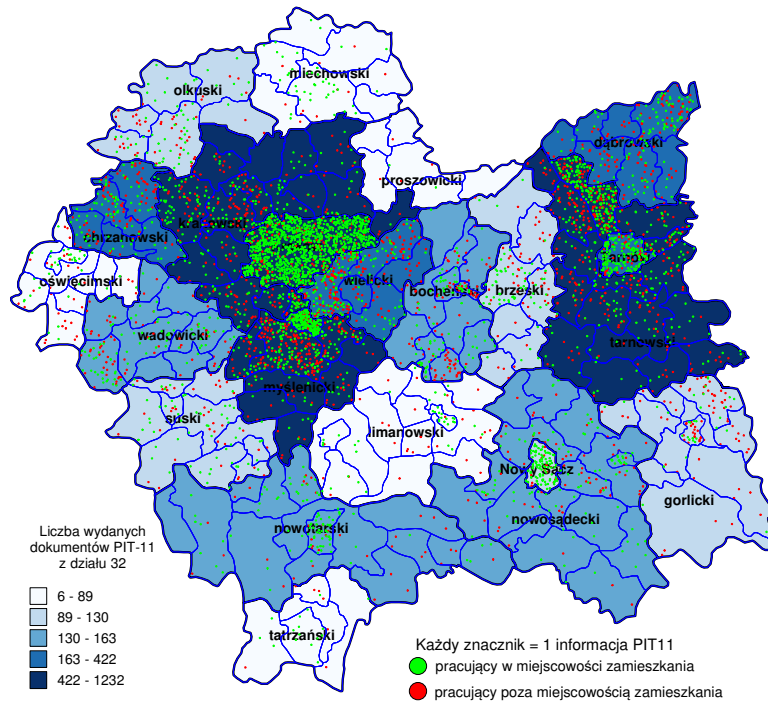 miechowski
olkuski
dąbrowski
proszowicki
krakowski
chrzanowski
oświęcimski
wielicki
bocheński
brzeski
wadowicki
tarnowski
myślenicki
suski
limanowski
Nowy Sącz
gorlicki
nowosądecki
nowotarski
tatrzański
Liczba wydanych
dokumentów PIT-11
z działu 32
6 - 89
89 - 130
130 - 163
163 - 422
422 - 1232
Każdy znacznik = 1 informacja PIT11
pracujący w miejscowości zamieszkania
pracujący poza miejscowością zamieszkania